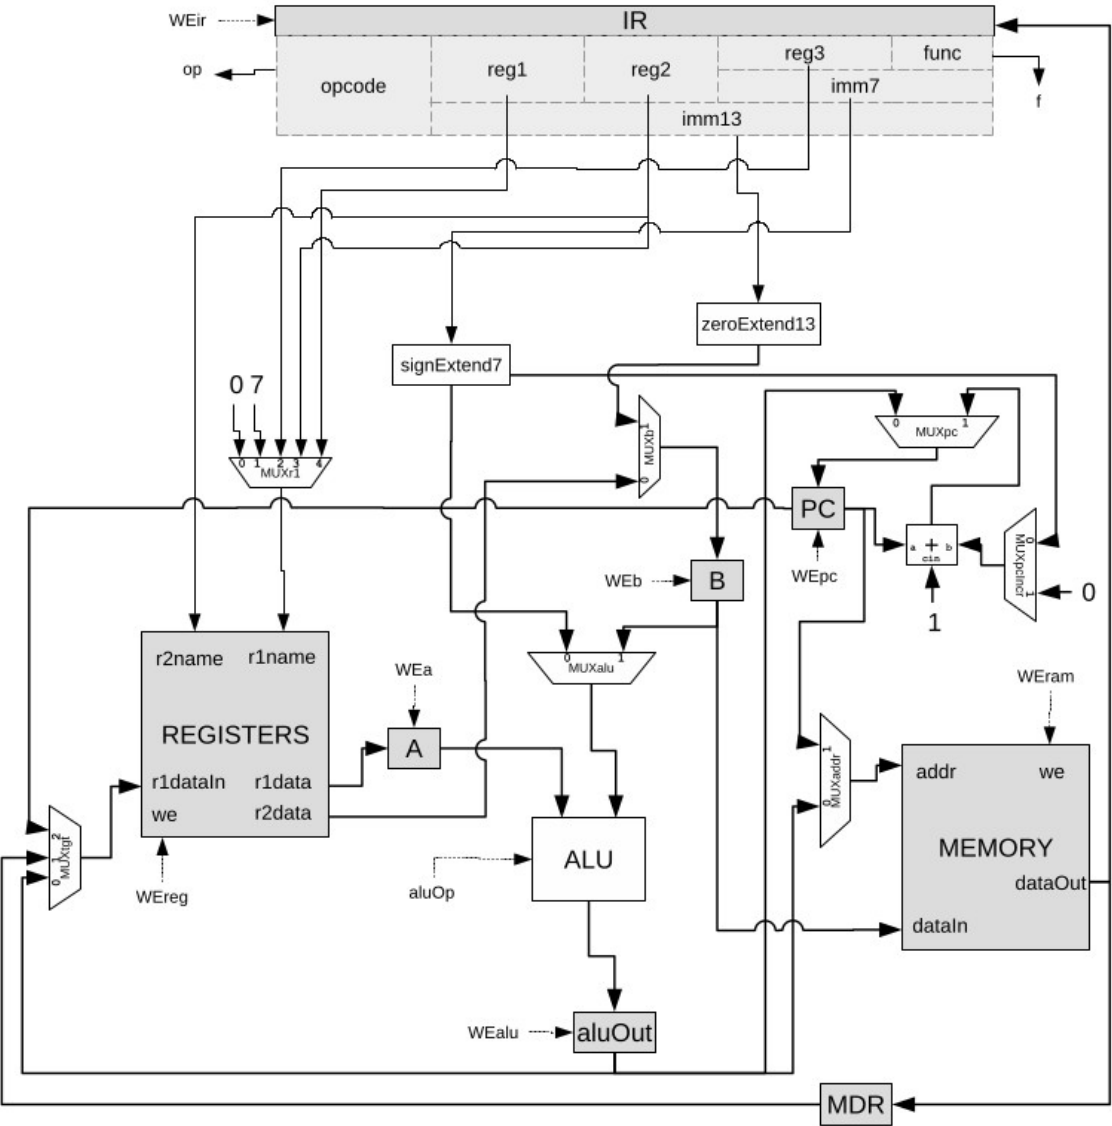 WEir
IR
op
opcode
reg1
reg2
reg3
func
imm7
f
imm13
zeroExtend13
signExtend7
0 7
0 1 2 3 4
MUXr1
1
MUXb
0
0 1
MUXpc
PC
WEpc
a + b
cin
1
0
MUXpcincr
1
0
WEb
B
0 1
MUXalu
r2name
r1name
REGISTERS
r1dataIn
r1data
we
r2data
WEreg
WEa
A
2
1
0
MUXtgt
ALU
aluOp
WEram
1
MUXaddr
0
addr
we
MEMORY
dataOut
dataIn
WEalu
aluOut
MDR